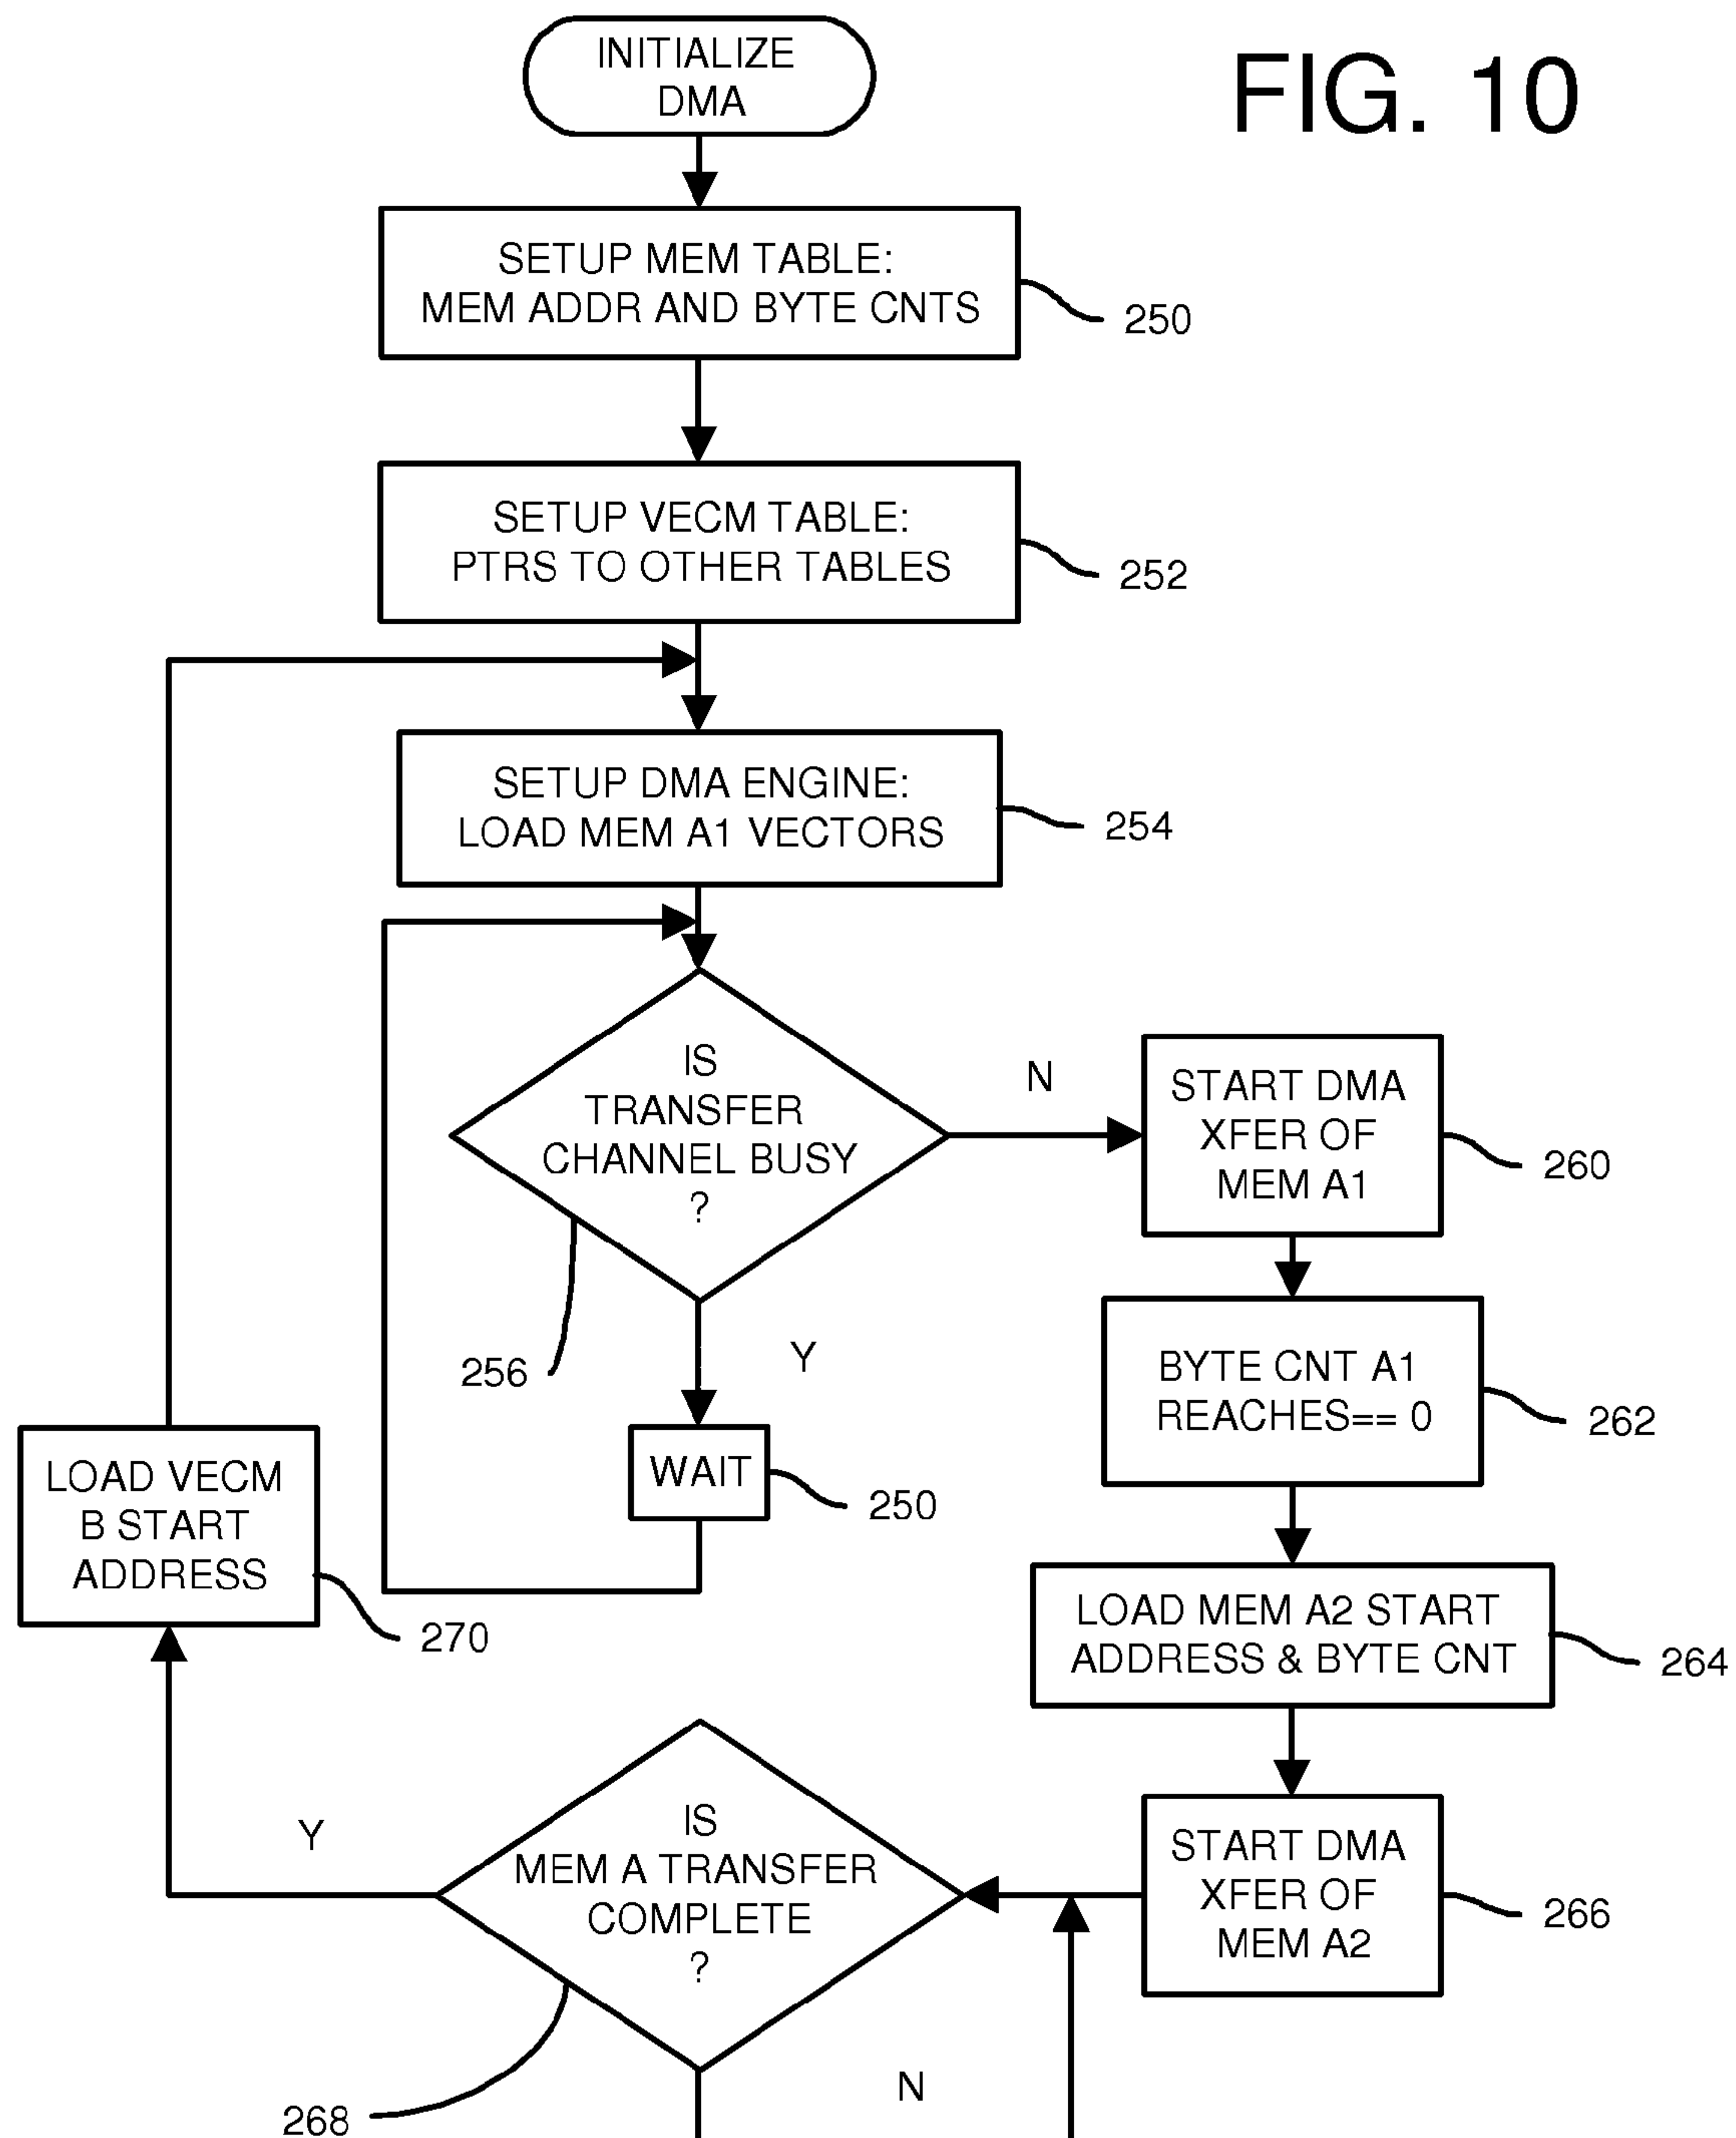 INITIALIZE
DMA
FIG. 10
SETUP MEM TABLE:
MEM ADDR AND BYTE CNTS
250
SETUP VECM TABLE:
PTRS TO OTHER TABLES
252
SETUP DMA ENGINE:
LOAD MEM A1 VECTORS
254
IS
TRANSFER
CHANNEL BUSY
?
256
N
Y
WAIT
250
START DMA
XFER OF
MEM A1
260
BYTE CNT A1
REACHES== 0
262
LOAD MEM A2 START
ADDRESS & BYTE CNT
264
START DMA
XFER OF
MEM A2
266
IS
MEM A TRANSFER
COMPLETE
?
268
N
Y
LOAD VECM
B START
ADDRESS
270